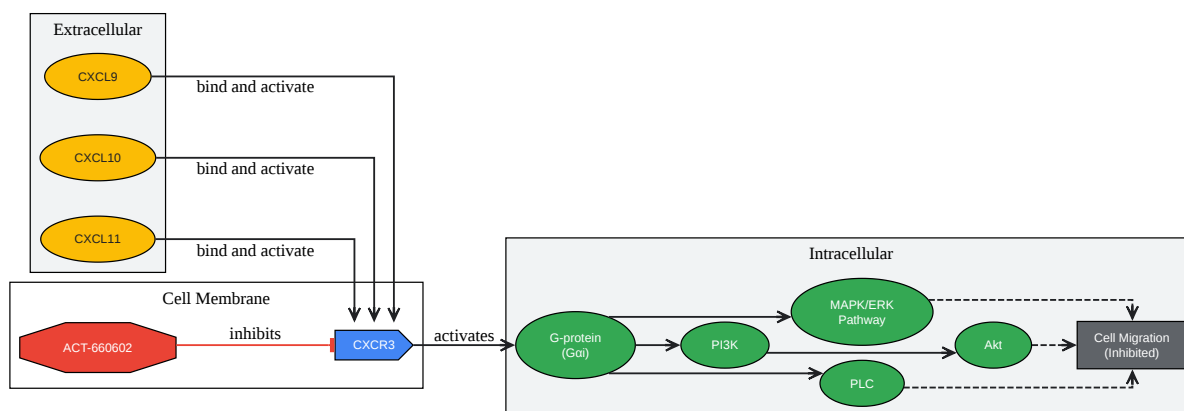 Extracellular
CXCL9
bind and activate
CXCL10
bind and activate
CXCL11
bind and activate
Cell Membrane
ACT-660602
inhibits
CXCR3
activates
Intracellular
G-protein
(Gαi)
MAPK/ERK
Pathway
PI3K
Akt
PLC
Cell Migration
(Inhibited)